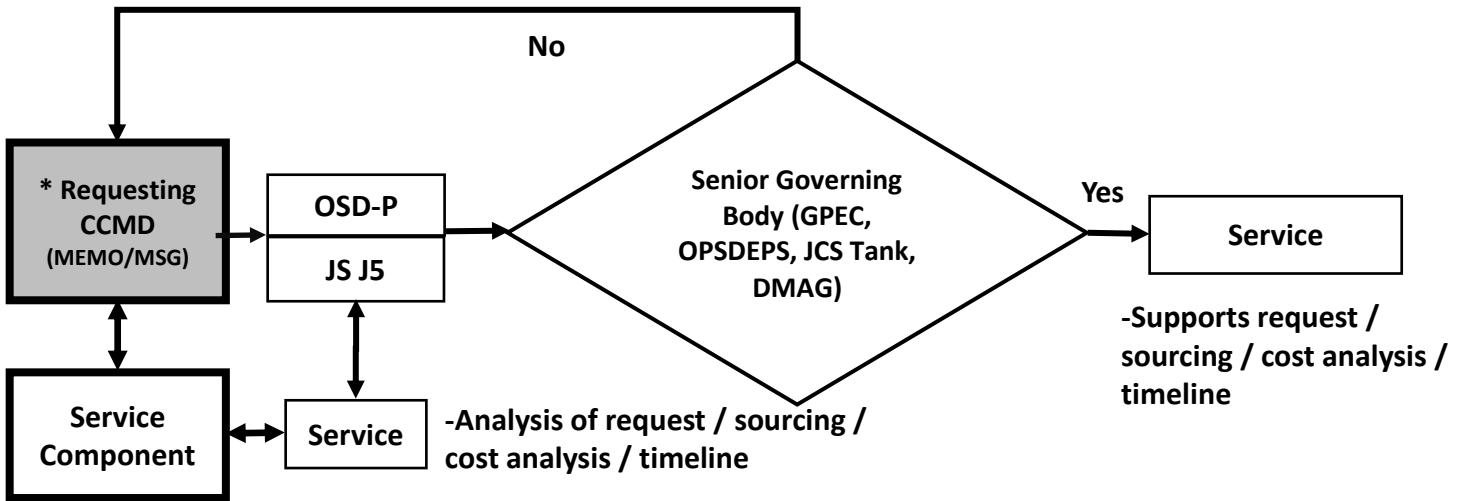 No
* Requesting
CCMD
(MEMO/MSG)
OSD-P
JS J5
Senior Governing
Body (GPEC,
OPSDEPS, JCS Tank,
DMAG)
Yes
Service
-Supports request /
sourcing / cost analysis /
timeline
Service
Component
Service
-Analysis of request / sourcing /
cost analysis / timeline